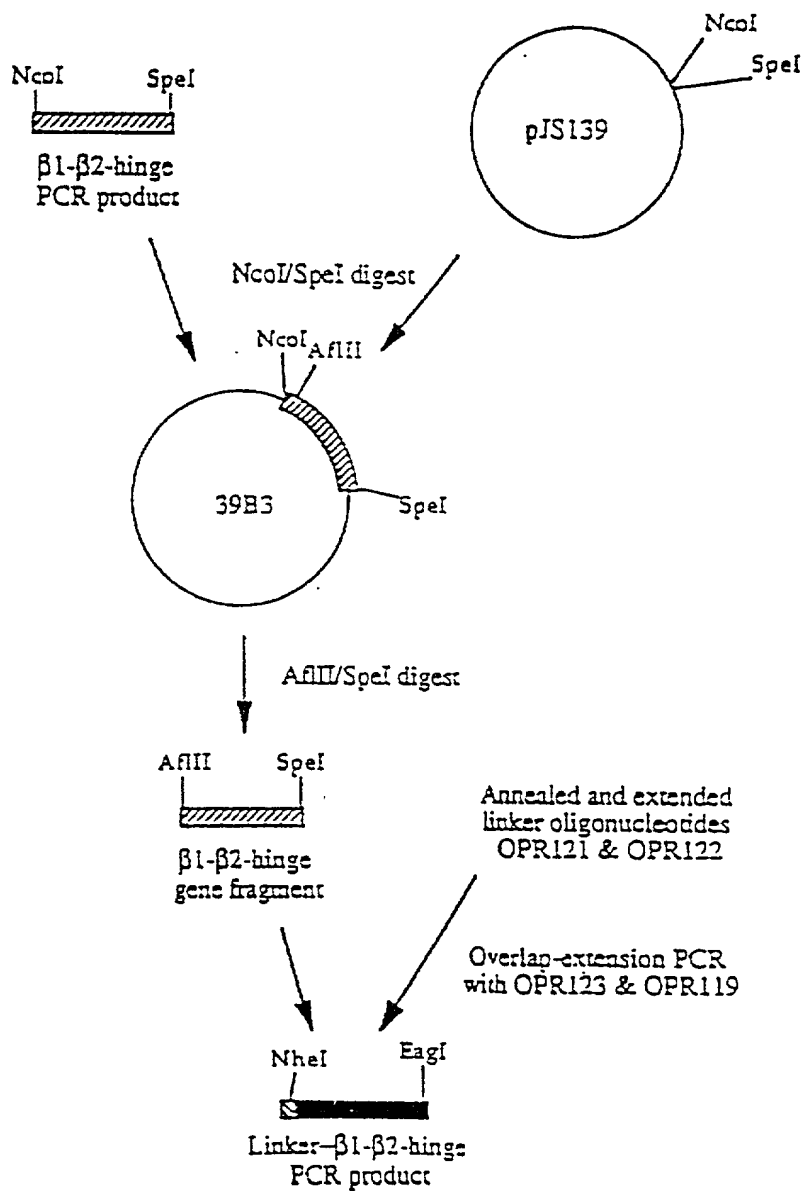 NcoI
SpeI
β1-β2-hinge
PCR product
NcoI
SpeI
pJS139
NcoI/SpeI digest
NcoI
AflII
39B3
SpeI
AflII/SpeI digest
AflII
SpeI
β1-β2-hinge
gene fragment
Annealed and extended
linker oligonucleotides
OPR121 & OPR122
Overlap-extension PCR
with OPR123 & OPR119
NheI
EagI
Linker–β1-β2-hinge
PCR product